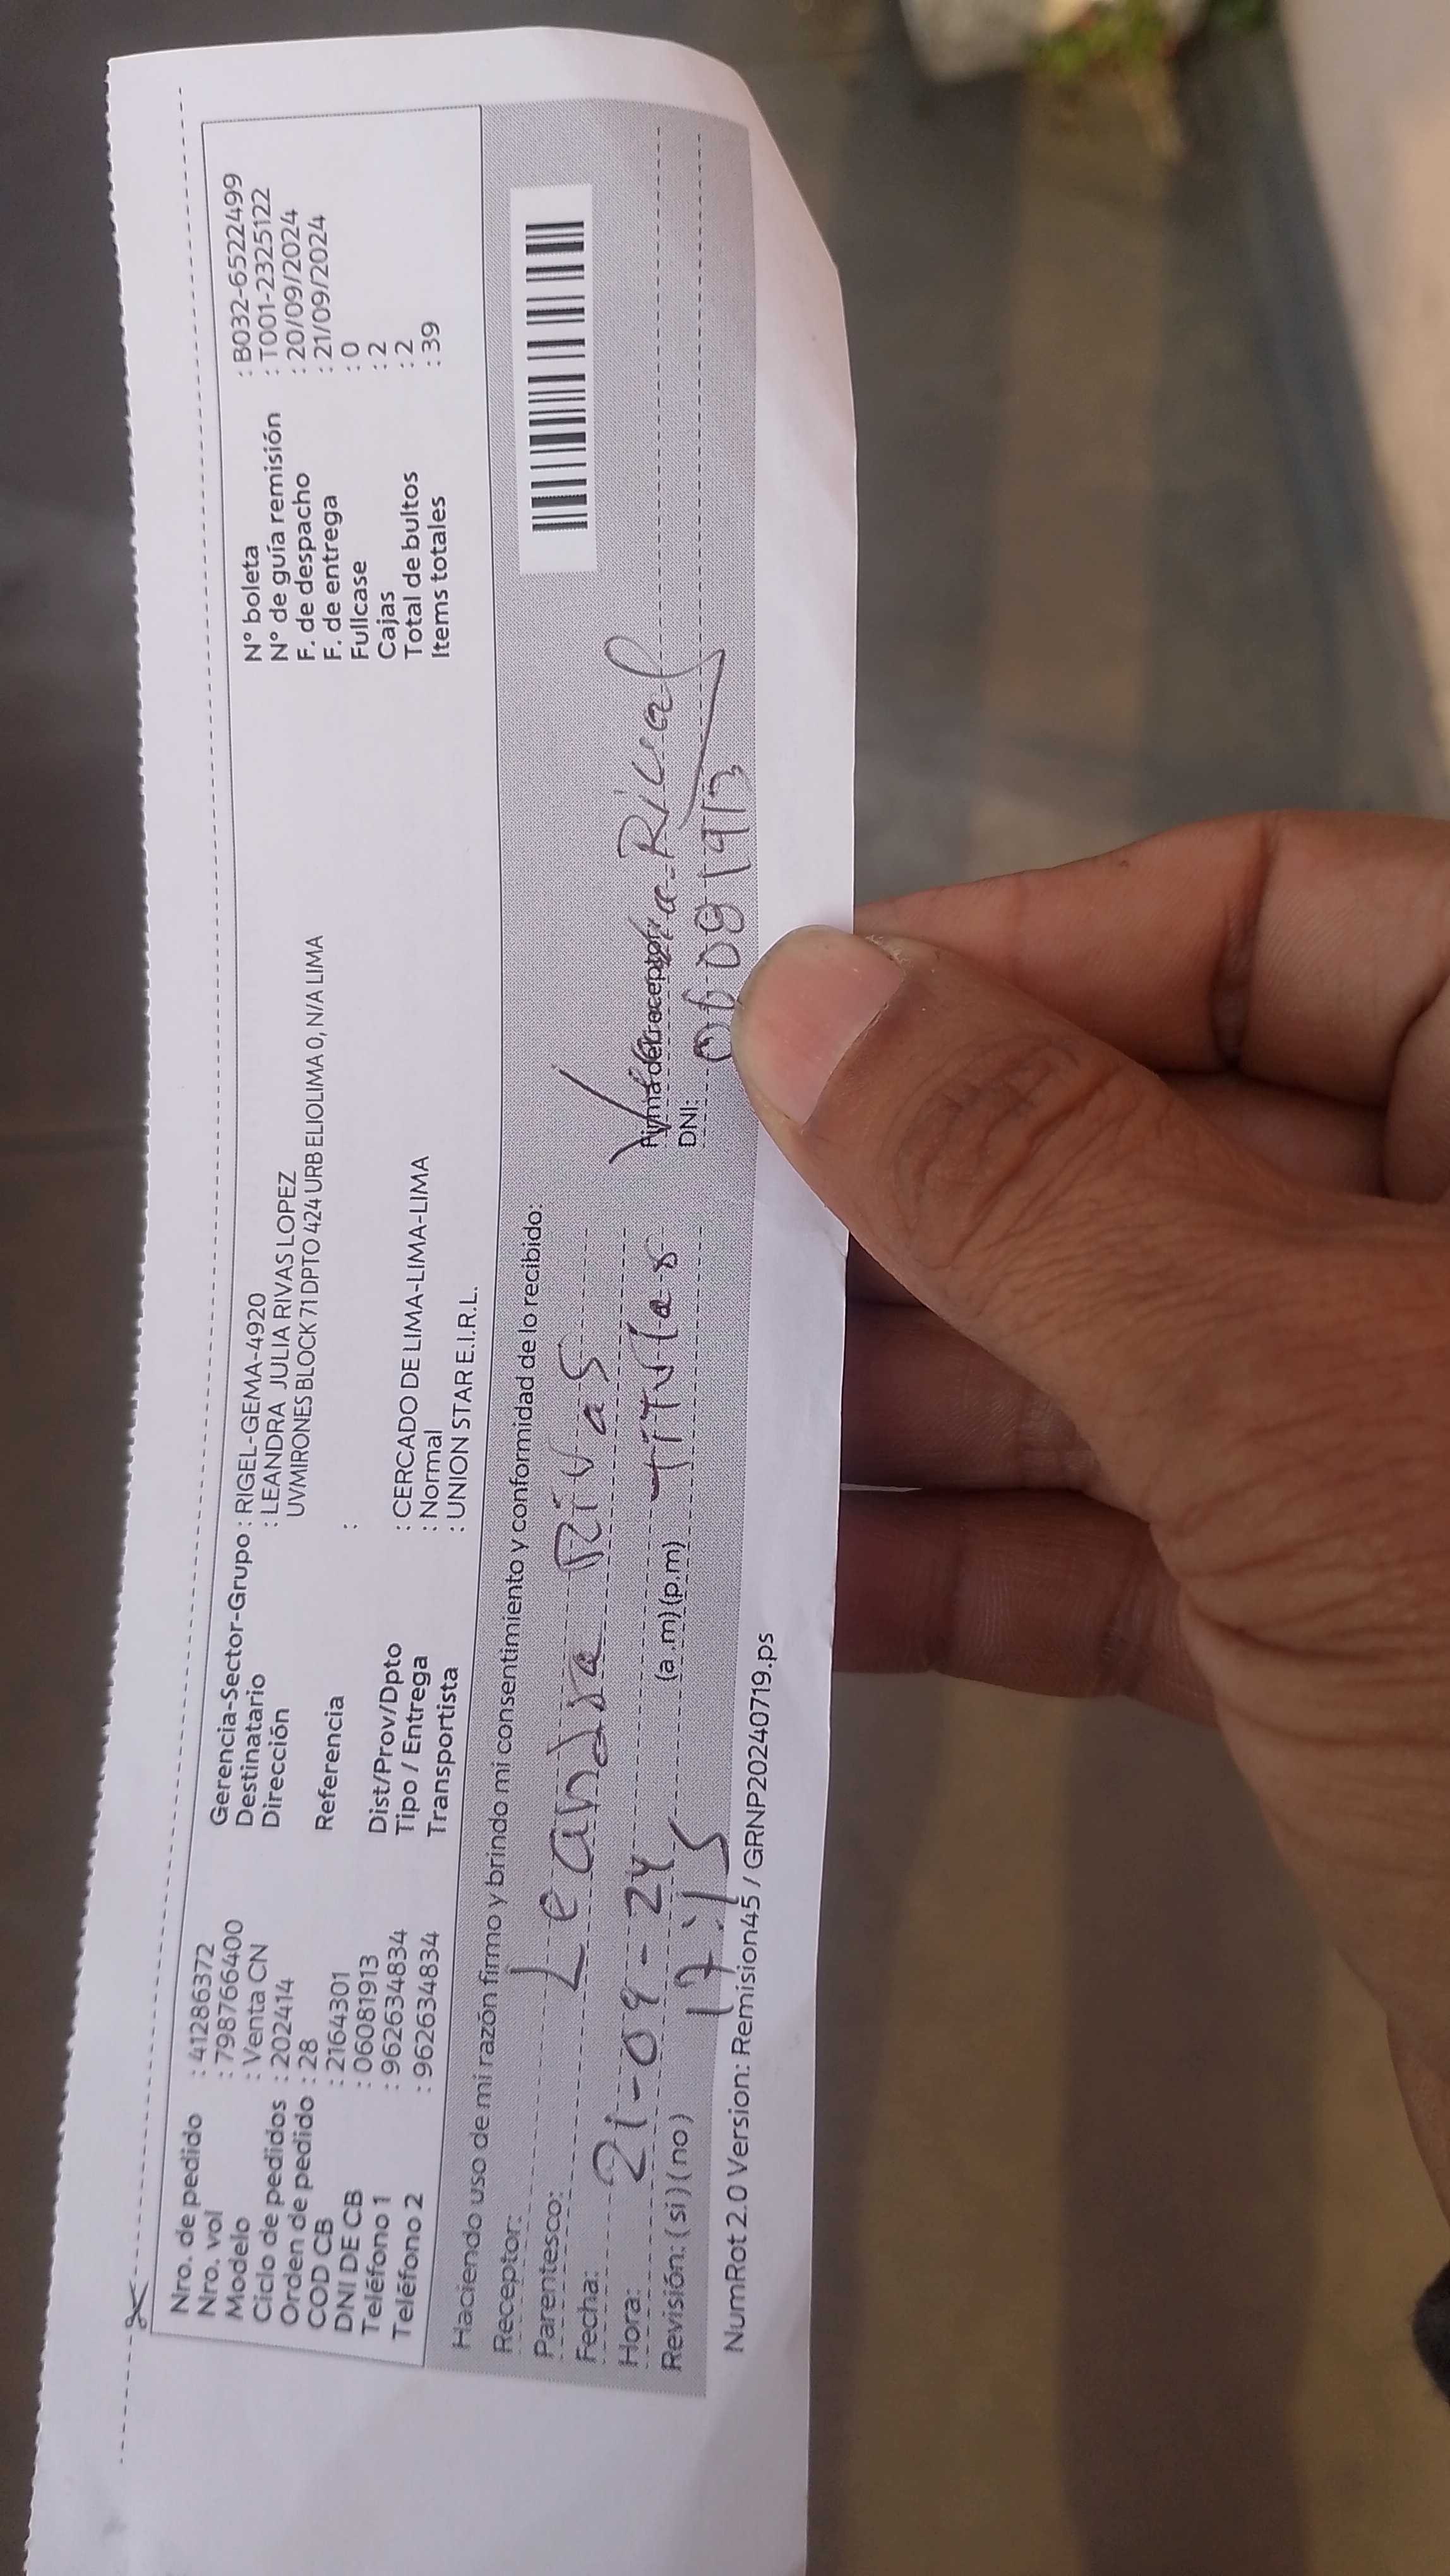 Nro. de pedido : 41286372
Nro. vol : 798766400
Modelo : Venta CN
Ciclo de pedidos : 202414
Orden de pedido : 28
COD CB : 2164301
DNI DE CB : 06081913
Teléfono 1 : 962634834
Teléfono 2 : 962634834
Gerencia-Sector-Grupo : RIGEL-GEMA-4920
Destinatario : LEANDRA JULIA RIVAS LOPEZ
Dirección UVMIRONES BLOCK 71 DPTO 424 URB ELIOLIMA 0, N/A LIMA
Referencia :
Dist/Prov/Dpto : CERCADO DE LIMA-LIMA-LIMA
Tipo / Entrega : Normal
Transportista : UNION STAR E.I.R.L.
N° boleta : B032-6522499
N° de guía remisión : T001-2325122
F. de despacho : 20/09/2024
F. de entrega : 21/09/2024
Fullcase : 0
Cajas : 2
Total de bultos : 2
Items totales : 39
Haciendo uso de mi razón firmo y brindo mi consentimiento y conformidad de lo recibido:
Receptor: Leandra Rivas
Parentesco:
Fecha: 21-09-24 Titular
Hora: 17:15 (a.m) (p.m)
Revisión: (si) (no)
Firma del receptor:
DNI: 06081913
NumRot 2.0 Version: Remision45 / GRNP20240719.ps